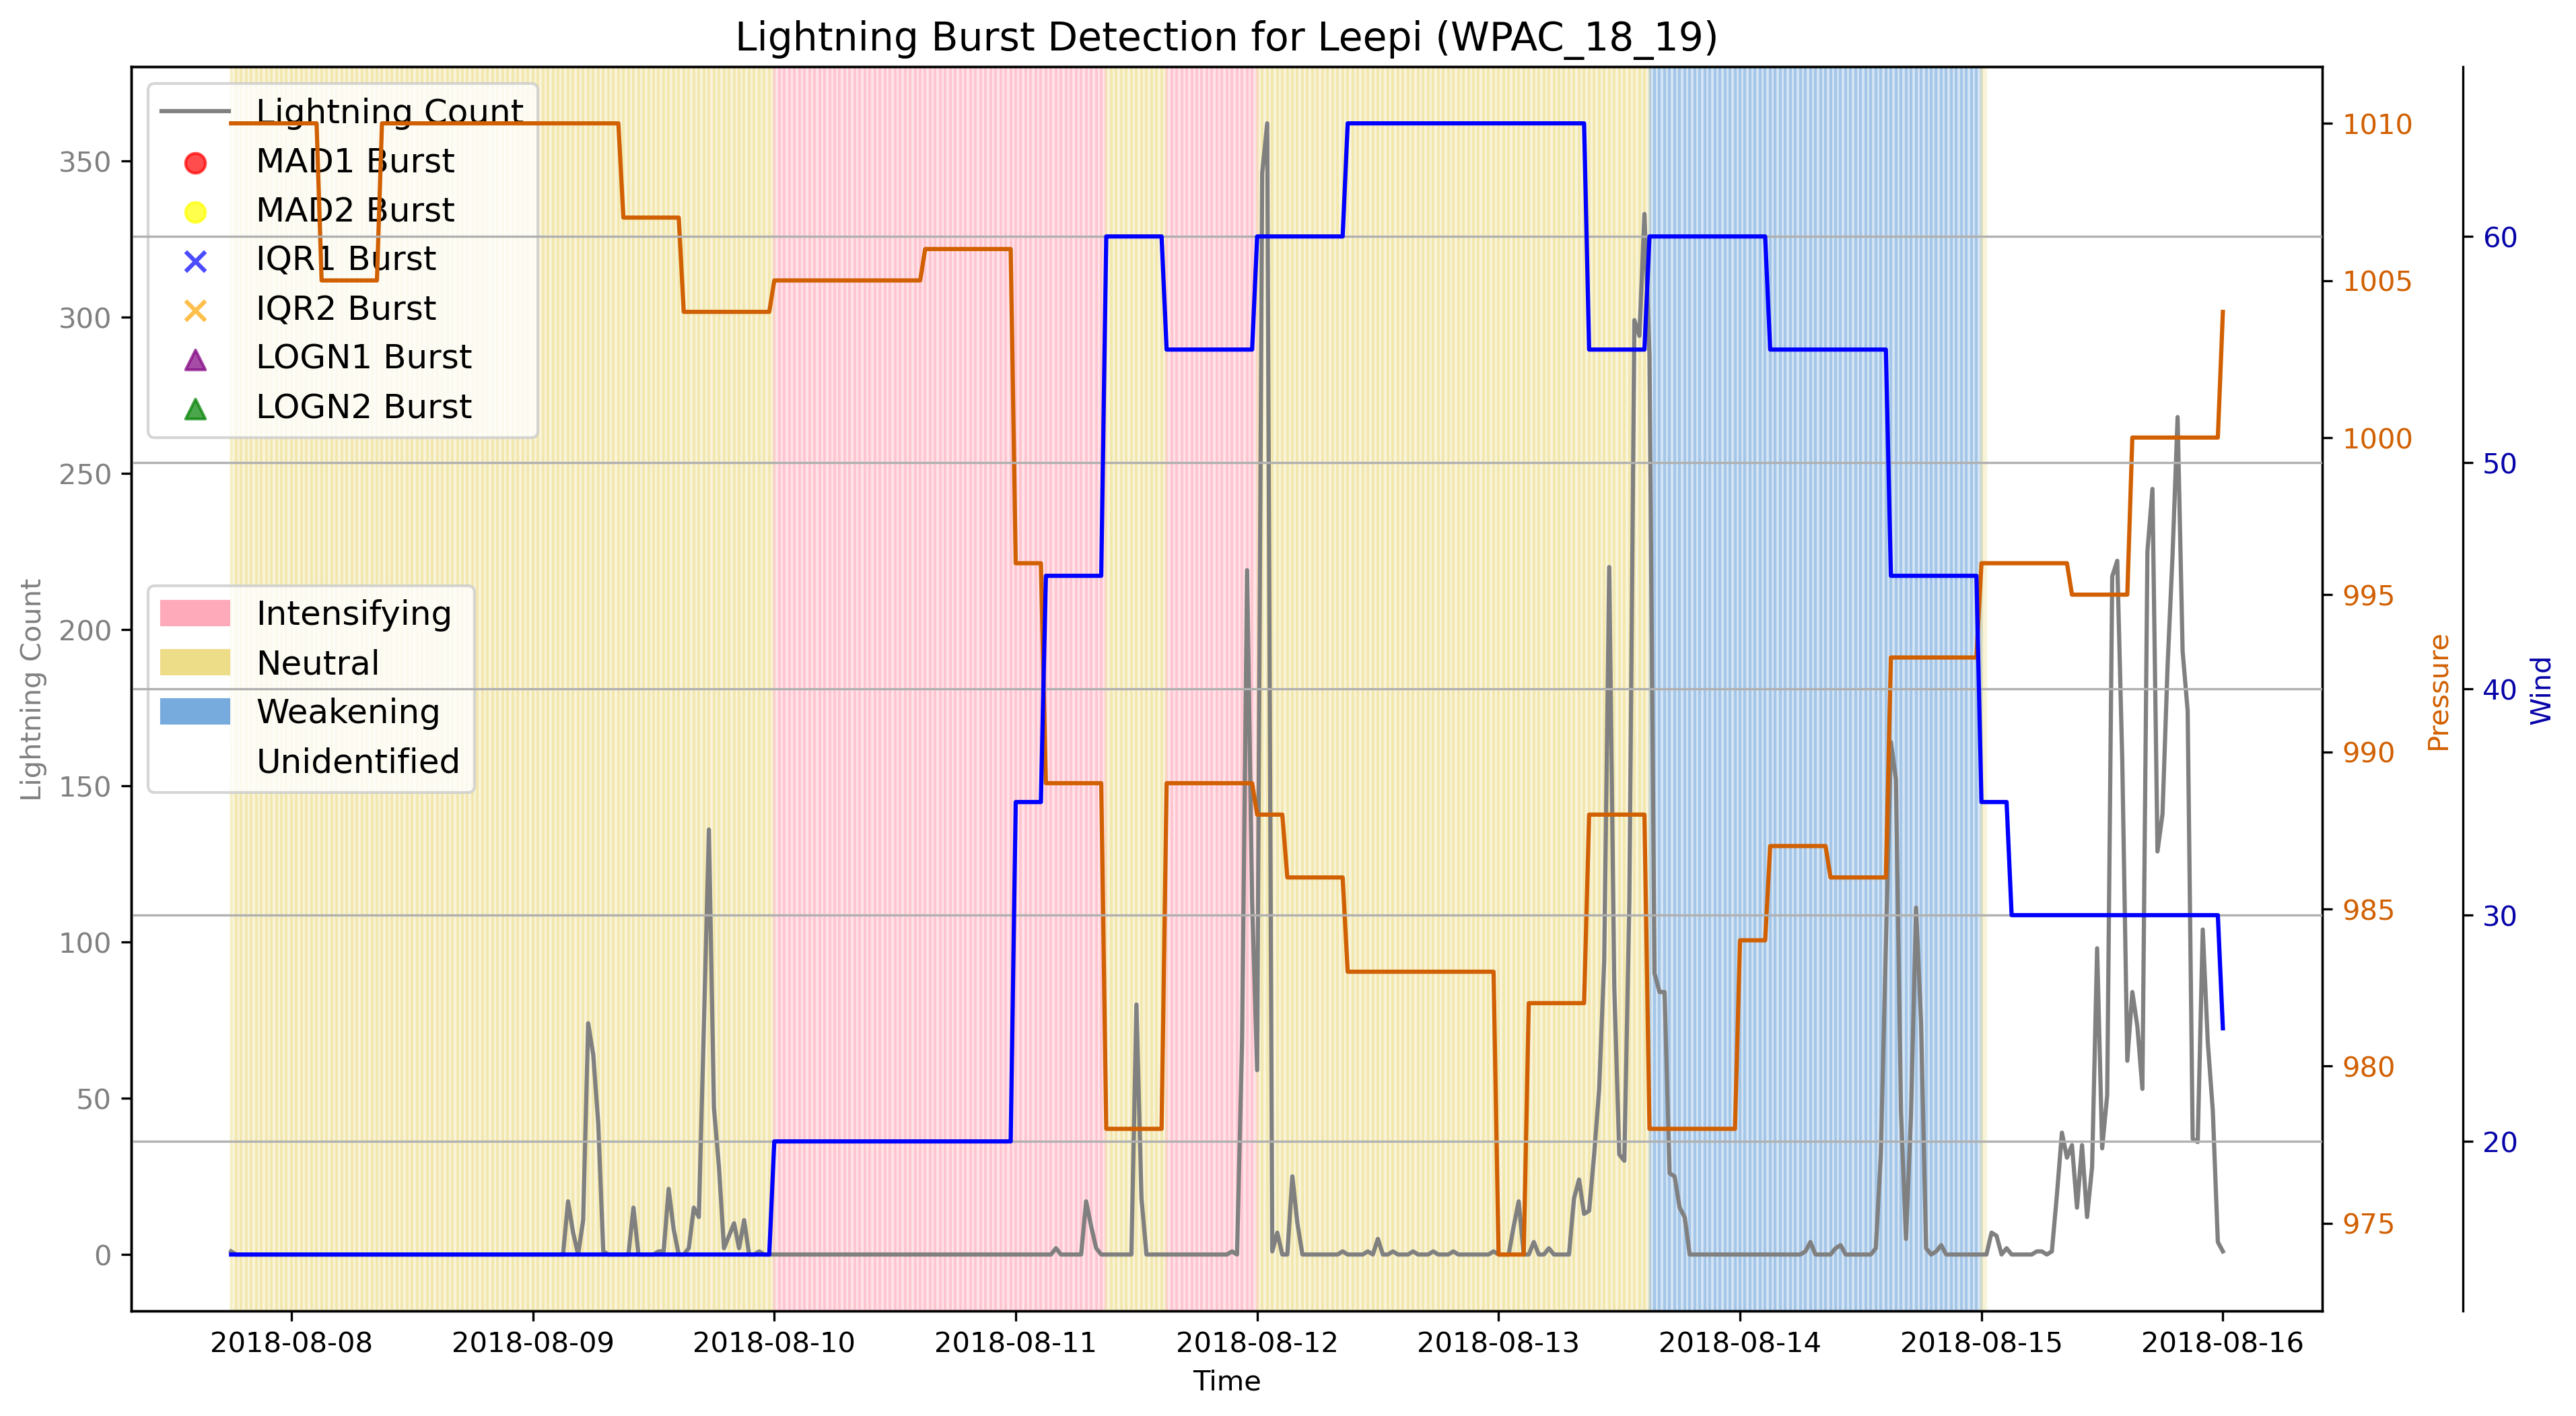 Lightning Burst Detection for Leepi (WPAC_18_19)
Lightning Count
MAD1 Burst
MAD2 Burst
IQR1 Burst
IQR2 Burst
LOGN1 Burst
LOGN2 Burst
Intensifying
Neutral
Weakening
Unidentified
350
300
250
200
150
100
50
0
Lightning Count
1010
1005
1000
995
990
985
980
975
Pressure
60
50
40
30
20
Wind
2018-08-08 2018-08-09 2018-08-10 2018-08-11 2018-08-12 2018-08-13 2018-08-14 2018-08-15 2018-08-16
Time